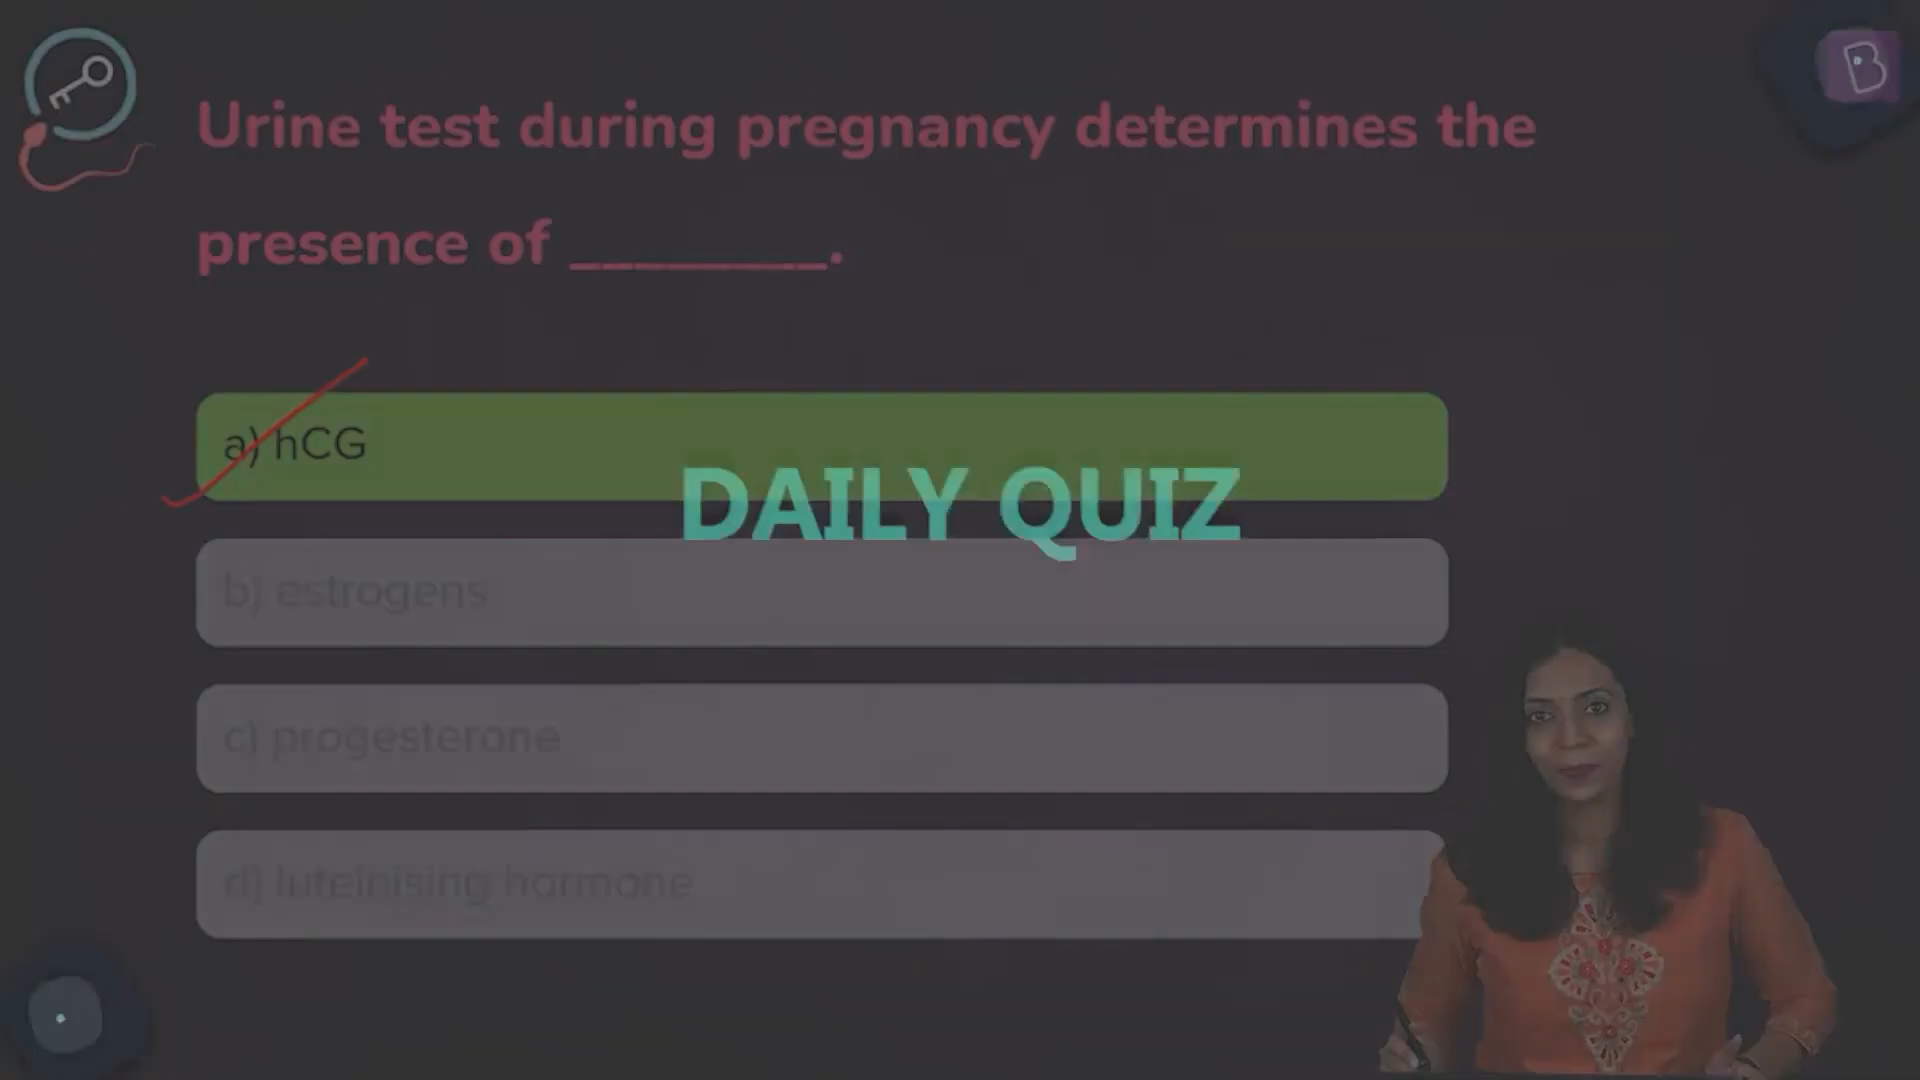 Urine test during pregnancy determines the
presence of ________.
a) hCG
DAILY QUIZ
b) estrogens
c) progesterone
d) luteinising hormone
B